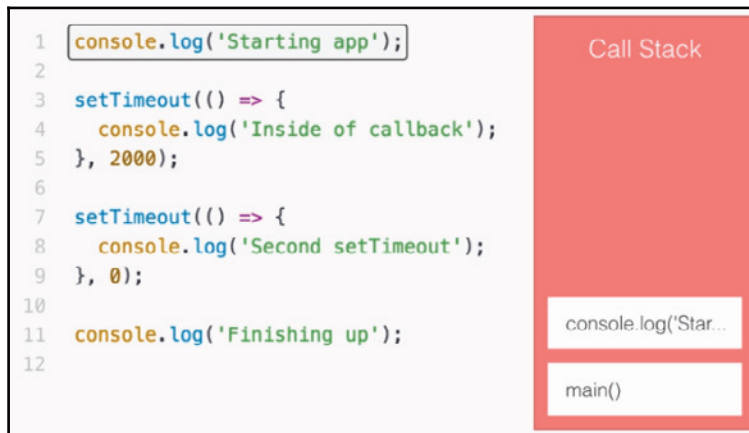 1 console.log('Starting app');
2
3 setTimeout(() => {
4 console.log('Inside of callback');
5 }, 2000);
6
7 setTimeout(() => {
8 console.log('Second setTimeout');
9 }, 0);
10
11 console.log('Finishing up');
12
Call Stack
console.log('Star...
main()